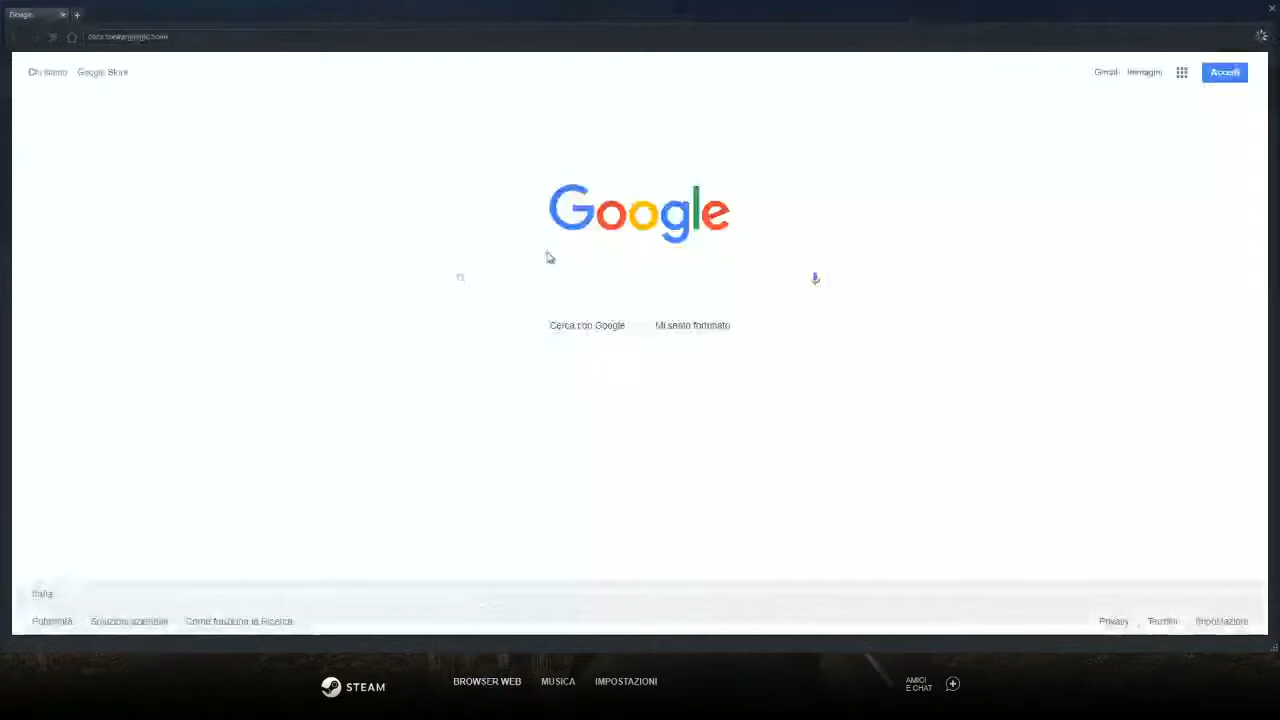 Google
Chi siamo Google Store
Gmail Immagini Accedi
Google
Cerca con Google Mi sento fortunato
Italia
Pubblicità Soluzioni aziendali Come funziona la Ricerca
Privacy Termini Impostazioni
STEAM
BROWSER WEB MUSICA IMPOSTAZIONI
AMICI
E CHAT